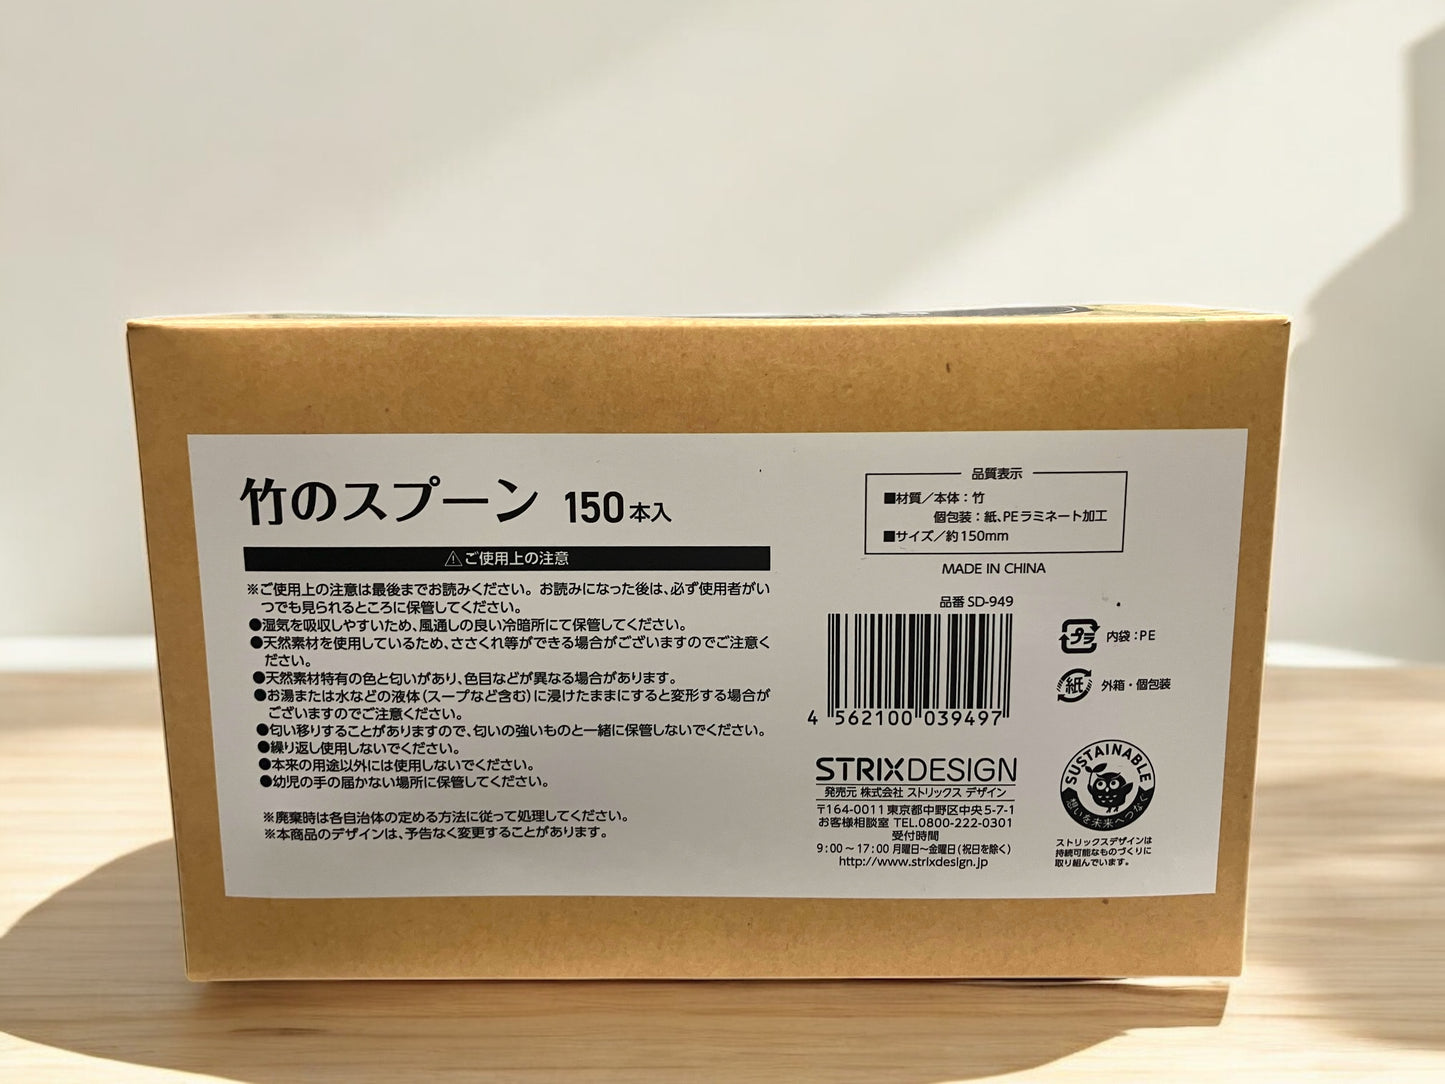 竹のスプーン 150本入
⚠ご使用上の注意
※ご使用上の注意は最後までお読みください。お読みになった後は、必ず使用者がい
つでも見られるところに保管してください。
●湿気を吸収しやすいため、風通しの良い冷暗所にて保管してください。
●天然素材を使用しているため、ささくれ等ができる場合がございますのでご注意く
ださい。
●天然素材特有の色と匂いがあり、色目などが異なる場合があります。
●お湯または水などの液体(スープなど含む)に浸けたままにすると変形する場合が
ございますのでご注意ください。
●匂い移りすることがありますので、匂いの強いものと一緒に保管しないでください。
●繰り返し使用しないでください。
●本来の用途以外には使用しないでください。
●幼児の手の届かない場所に保管してください。
※廃棄時は各自治体の定める方法に従って処理してください。
※本商品のデザインは、予告なく変更することがあります。
品質表示
■材質／本体：竹
個包装：紙、PEラミネート加工
■サイズ／約150mm
MADE IN CHINA
品番 SD-949
4 562100 039497
プラ 内袋：PE
紙 外箱・個包装
STRIXDESIGN
発売元 株式会社 ストリックス デザイン
〒164-0011 東京都中野区中央5-7-1
お客様相談室 TEL.0800-222-0301
受付時間
9:00～17:00 月曜日～金曜日(祝日を除く)
http://www.strixdesign.jp
SUSTAINABLE
想いを未来へつなぐ
ストリックスデザインは
持続可能なものづくりに
取り組んでいます。